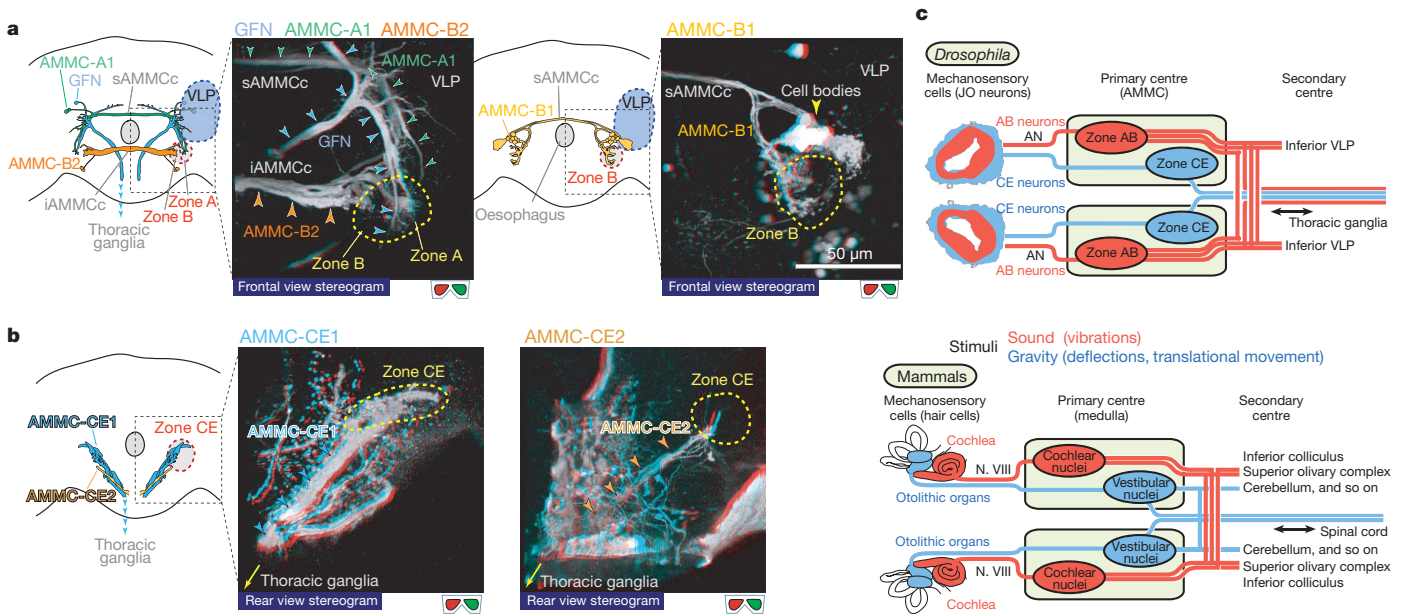 a
GFN AMMC-A1 AMMC-B2
AMMC-A1
GFN
sAMMCc
VLP
AMMC-B2
iAMMCc
Zone A
Zone B
Thoracic
ganglia
sAMMCc
AMMC-A1
VLP
GFN
iAMMCc
AMMC-B2
Zone B
Zone A
Frontal view stereogram
AMMC-B1
sAMMCc
VLP
AMMC-B1
Zone B
Oesophagus
sAMMCc
VLP
Cell bodies
AMMC-B1
Zone B
50 µm
Frontal view stereogram
b
AMMC-CE1
Zone CE
AMMC-CE2
Thoracic
ganglia
AMMC-CE1
Zone CE
AMMC-CE1
Thoracic ganglia
Rear view stereogram
AMMC-CE2
Zone CE
AMMC-CE2
Thoracic ganglia
Rear view stereogram
c
Drosophila
Mechanosensory
cells (JO neurons)
Primary centre
(AMMC)
Secondary
centre
AB neurons
AN
Zone AB
Zone CE
Inferior VLP
CE neurons
CE neurons
Zone CE
Thoracic ganglia
Zone AB
Inferior VLP
AN
AB neurons
Stimuli
Sound (vibrations)
Gravity (deflections, translational movement)
Mammals
Mechanosensory
cells (hair cells)
Primary centre
(medulla)
Secondary
centre
Cochlea
N. VIII
Cochlear
nuclei
Inferior colliculus
Superior olivary complex
Otolithic organs
Vestibular
nuclei
Cerebellum, and so on
Spinal cord
Otolithic organs
Vestibular
nuclei
Cerebellum, and so on
N. VIII
Cochlear
nuclei
Superior olivary complex
Inferior colliculus
Cochlea